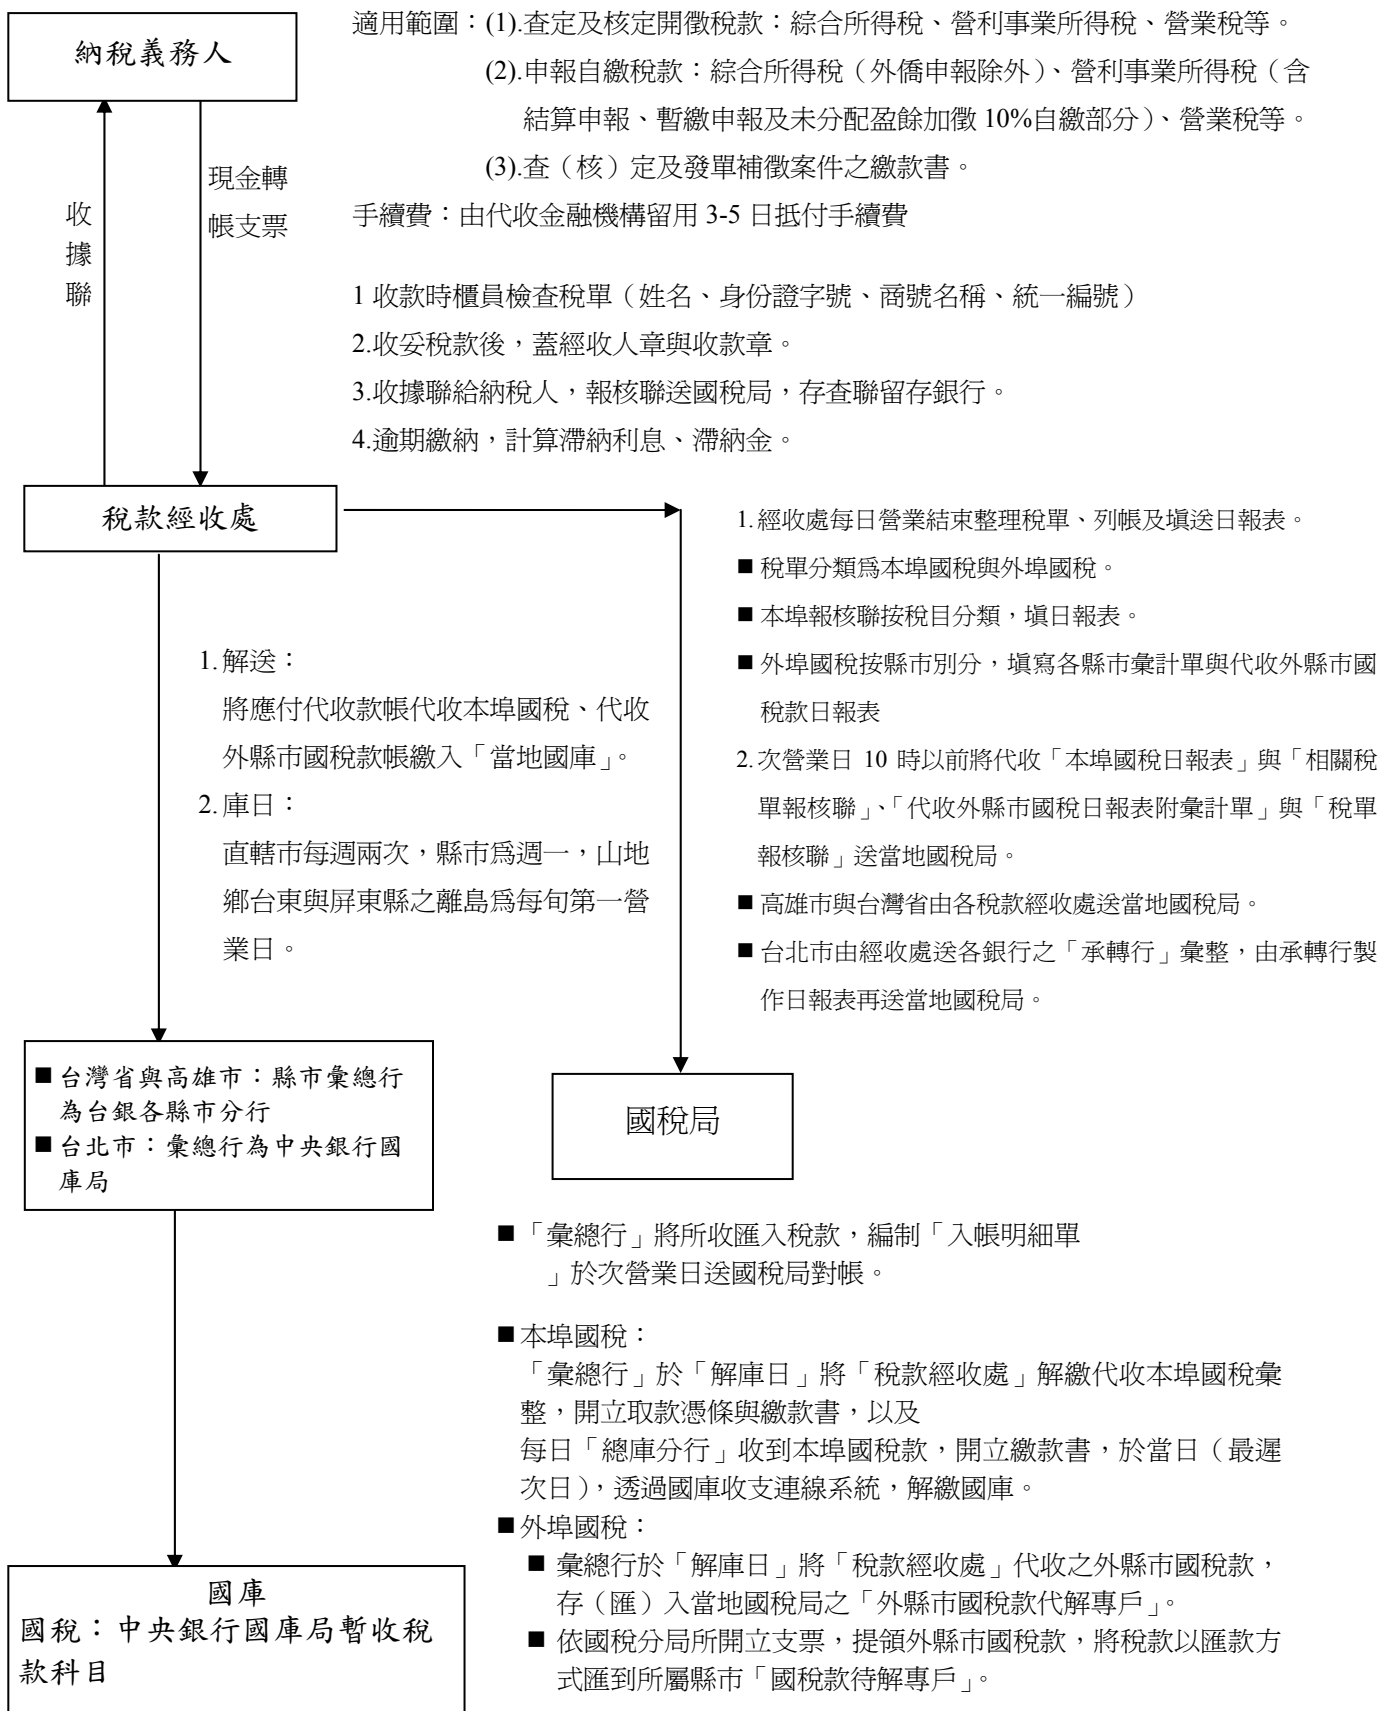 納稅義務人
適用範圍：(1).查定及核定開徵稅款：綜合所得稅、營利事業所得稅、營業稅等。
(2).申報自繳稅款：綜合所得稅（外僑申報除外）、營利事業所得稅（含
結算申報、暫繳申報及未分配盈餘加徵 10%自繳部分）、營業稅等。
(3).查（核）定及發單補徵案件之繳款書。
手續費：由代收金融機構留用 3-5 日抵付手續費
收
據
聯
現金轉
帳支票
1 收款時櫃員檢查稅單（姓名、身份證字號、商號名稱、統一編號）
2.收妥稅款後，蓋經收人章與收款章。
3.收據聯給納稅人，報核聯送國稅局，存查聯留存銀行。
4.逾期繳納，計算滯納利息、滯納金。
稅款經收處
1.經收處每日營業結束整理稅單、列帳及填送日報表。
■ 稅單分類為本埠國稅與外埠國稅。
■ 本埠報核聯按稅目分類，填日報表。
■ 外埠國稅按縣市別分，填寫各縣市彙計單與代收外縣市國
稅款日報表
2.次營業日 10 時以前將代收「本埠國稅日報表」與「相關稅
單報核聯」、「代收外縣市國稅日報表附彙計單」與「稅單
報核聯」送當地國稅局。
■ 高雄市與台灣省由各稅款經收處送當地國稅局。
■ 台北市由經收處送各銀行之「承轉行」彙整，由承轉行製
作日報表再送當地國稅局。
1.解送：
將應付代收款帳代收本埠國稅、代收
外縣市國稅款帳繳入「當地國庫」。
2.庫日：
直轄市每週兩次，縣市為週一，山地
鄉台東與屏東縣之離島為每旬第一營
業日。
■ 台灣省與高雄市：縣市彙總行
為台銀各縣市分行
■ 台北市：彙總行為中央銀行國
庫局
國稅局
■ 「彙總行」將所收匯入稅款，編制「入帳明細單
」於次營業日送國稅局對帳。
■ 本埠國稅：
「彙總行」於「解庫日」將「稅款經收處」解繳代收本埠國稅彙
整，開立取款憑條與繳款書，以及
每日「總庫分行」收到本埠國稅款，開立繳款書，於當日（最遲
次日），透過國庫收支連線系統，解繳國庫。
■ 外埠國稅：
■ 彙總行於「解庫日」將「稅款經收處」代收之外縣市國稅款，
存（匯）入當地國稅局之「外縣市國稅款代解專戶」。
■ 依國稅分局所開立支票，提領外縣市國稅款，將稅款以匯款方
式匯到所屬縣市「國稅款待解專戶」。
國庫
國稅：中央銀行國庫局暫收稅
款科目